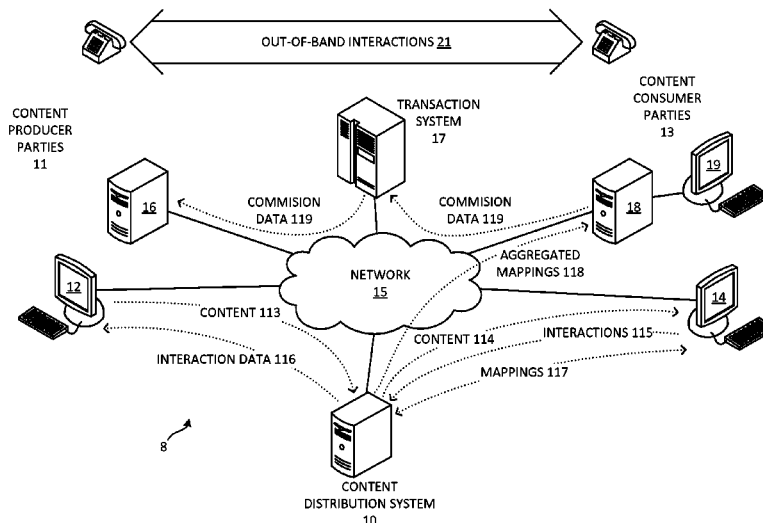 OUT-OF-BAND INTERACTIONS 21
CONTENT
PRODUCER
PARTIES
11
TRANSACTION
SYSTEM
17
CONTENT
CONSUMER
PARTIES
13
16
18
19
COMMISION
DATA 119
COMMISION
DATA 119
AGGREGATED
MAPPINGS 118
NETWORK
15
12
14
CONTENT 113
CONTENT 114
INTERACTIONS 115
INTERACTION DATA 116
MAPPINGS 117
8
CONTENT
DISTRIBUTION SYSTEM
10